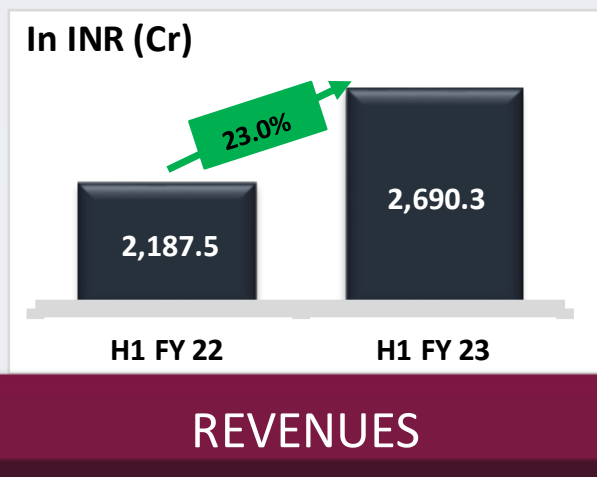 In INR (Cr)
23.0%
2,187.5
2,690.3
H1 FY 22
H1 FY 23
REVENUES